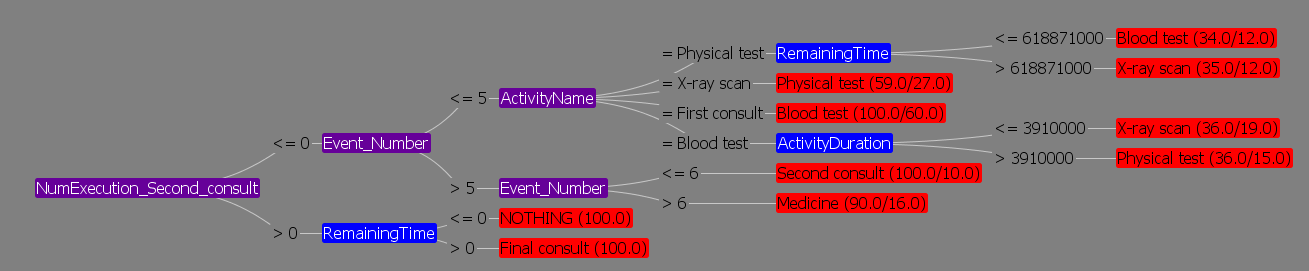 <= 618871000 Blood test (34.0/12.0)
= Physical test RemainingTime
> 618871000 X-ray scan (35.0/12.0)
= X-ray scan Physical test (59.0/27.0)
<= 5 ActivityName
= First consult Blood test (100.0/60.0)
<= 3910000 X-ray scan (36.0/19.0)
<= 0 Event_Number
= Blood test ActivityDuration
> 3910000 Physical test (36.0/15.0)
<= 6 Second consult (100.0/10.0)
NumExecution_Second_consult
> 5 Event_Number
> 6 Medicine (90.0/16.0)
<= 0 NOTHING (100.0)
> 0 RemainingTime
> 0 Final consult (100.0)